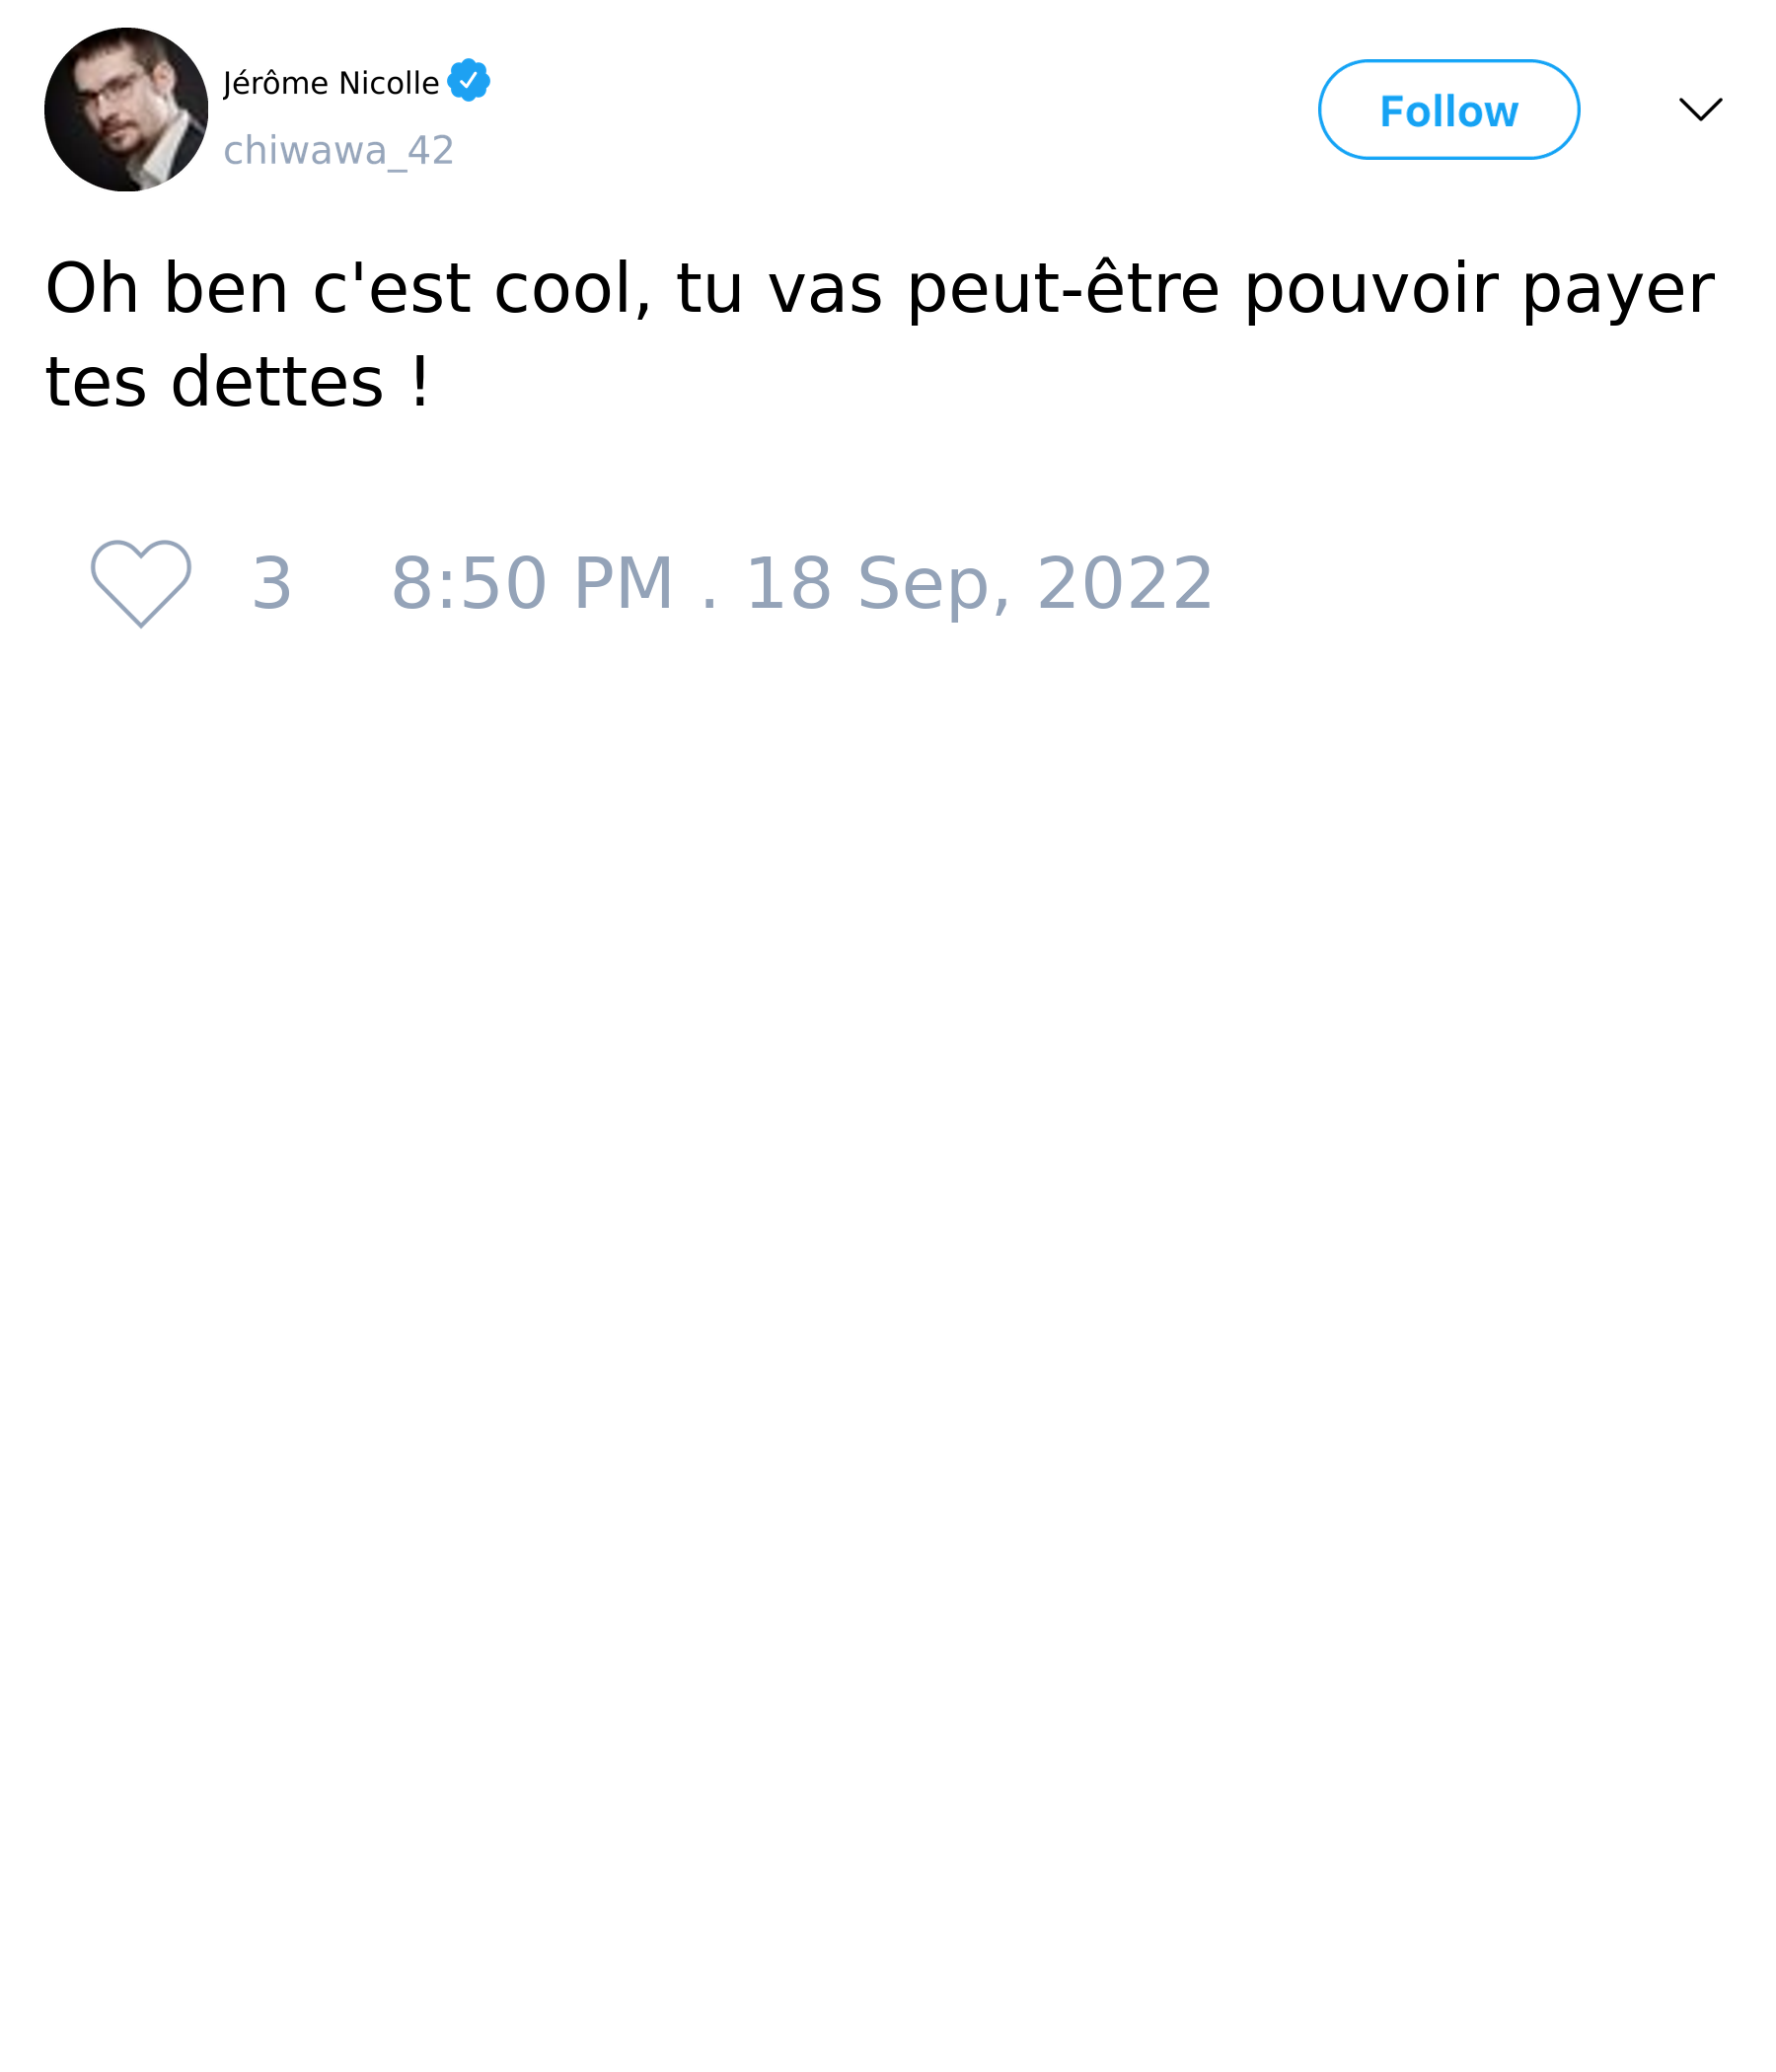 Jérôme Nicolle
chiwawa_42
Follow
Oh ben c'est cool, tu vas peut-être pouvoir payer
tes dettes !
3 8:50 PM . 18 Sep, 2022